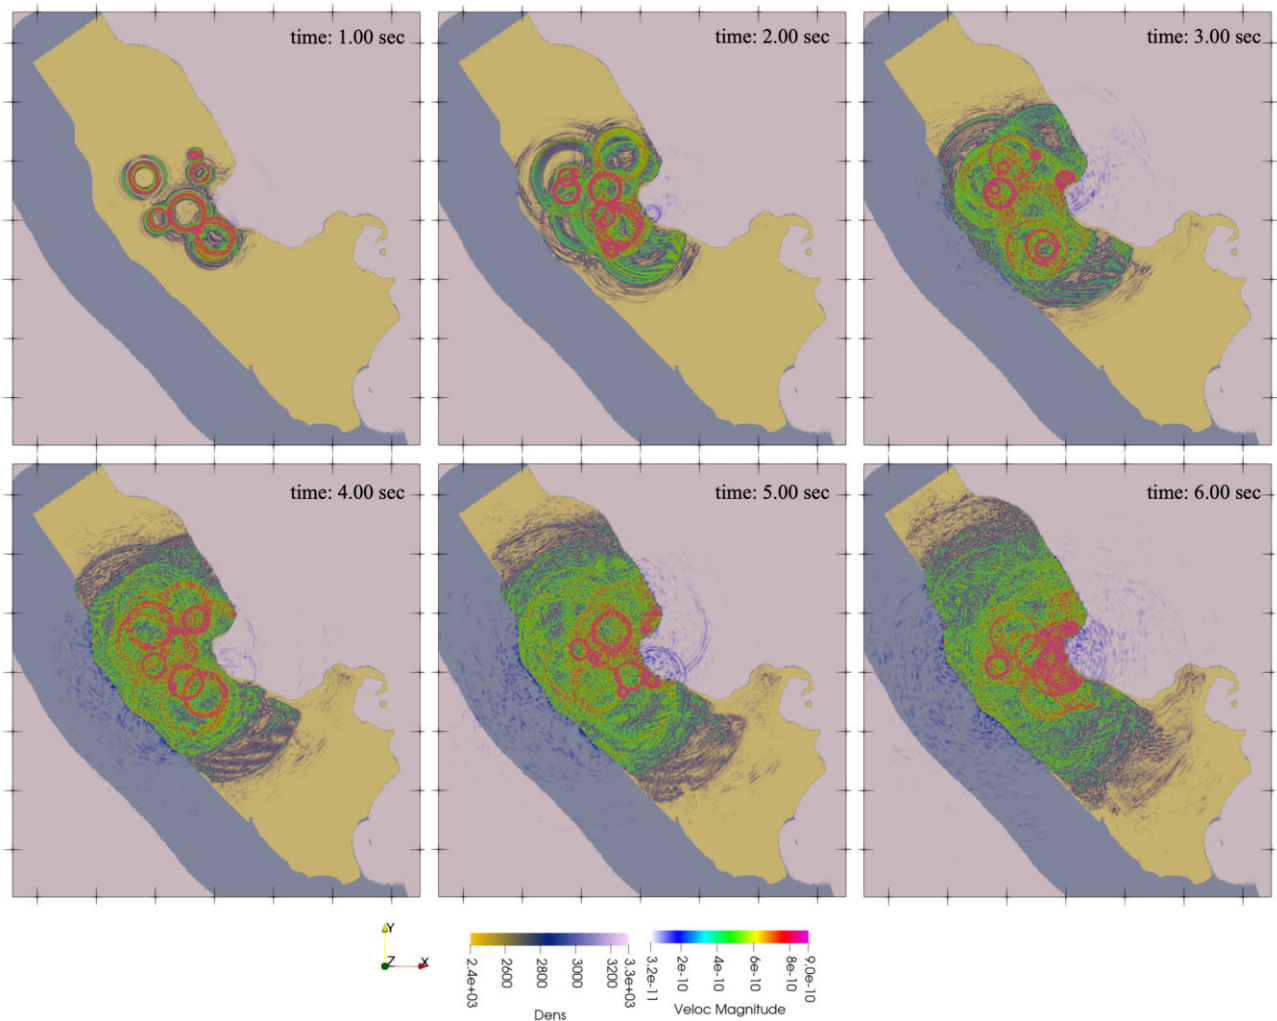 time: 1.00 sec
time: 2.00 sec
time: 3.00 sec
time: 4.00 sec
time: 5.00 sec
time: 6.00 sec
Y
Z
X
2.4e+03
2600
2800
3000
3200
3.3e+03
Dens
3.2e-11
2e-10
4e-10
6e-10
8e-10
9.0e-10
Veloc Magnitude